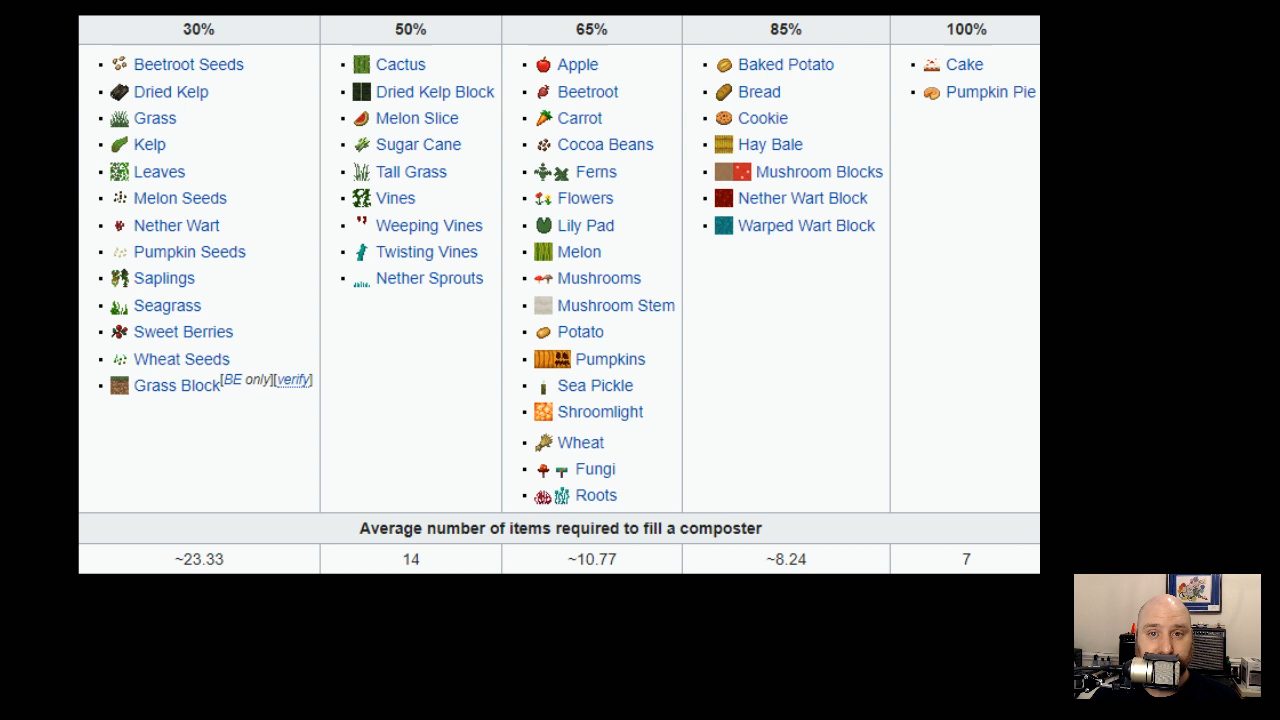 30% 50% 65% 85% 100%
Beetroot Seeds
Dried Kelp
Grass
Kelp
Leaves
Melon Seeds
Nether Wart
Pumpkin Seeds
Saplings
Seagrass
Sweet Berries
Wheat Seeds
Grass Block[BE only][verify]
Cactus
Dried Kelp Block
Melon Slice
Sugar Cane
Tall Grass
Vines
Weeping Vines
Twisting Vines
Nether Sprouts
Apple
Beetroot
Carrot
Cocoa Beans
Ferns
Flowers
Lily Pad
Melon
Mushrooms
Mushroom Stem
Potato
Pumpkins
Sea Pickle
Shroomlight
Wheat
Fungi
Roots
Baked Potato
Bread
Cookie
Hay Bale
Mushroom Blocks
Nether Wart Block
Warped Wart Block
Cake
Pumpkin Pie
Average number of items required to fill a composter
~23.33 14 ~10.77 ~8.24 7